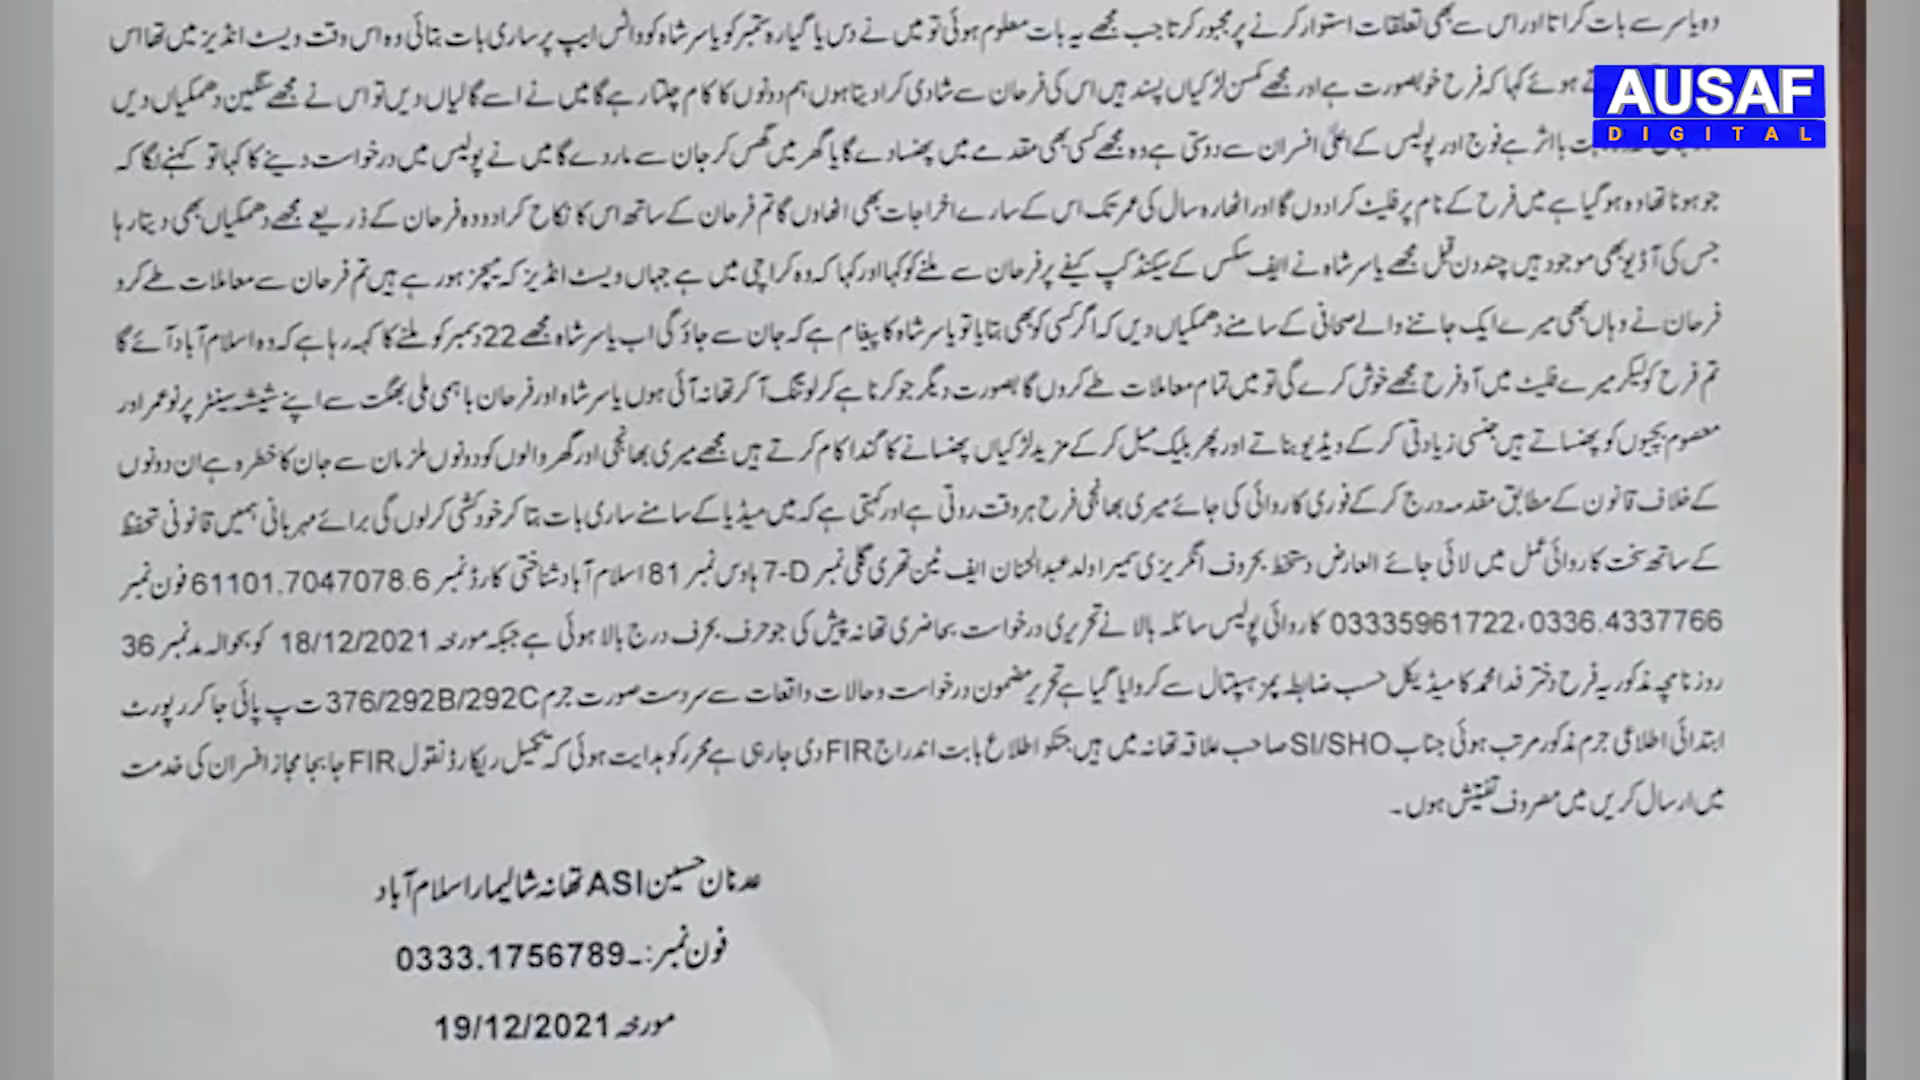 AUSAF
DIGITAL
وہ یاسر سے بات کراتا اور اس سے بھی تعلقات استوار کرنے پر مجبور کرتا جب مجھے یہ بات معلوم ہوئی تو میں نے دس یا گیارہ ستمبر کو یاسر شاہ کو واٹس ایپ پر ساری بات بتائی وہ اس وقت ویسٹ انڈیز میں تھا اس
ہوئے کہا کہ فرح خوبصورت ہے اور مجھے کمسن لڑکیاں پسند ہیں اس کی فرحان سے شادی کرا دیتا ہوں ہم دونوں کا کام چلتا رہے گا میں نے اسے گالیاں دیں تو اس نے مجھے سنگین دھمکیاں دیں
بااثر ہے فوج اور پولیس کے اعلیٰ افسران سے دوستی ہے وہ مجھے کسی بھی مقدمے میں پھنسا دے گا یا گھر میں گھس کر جان سے مار دے گا میں نے پولیس میں درخواست دینے کا کہا تو کہنے لگا کہ
جو ہونا تھا وہ ہو گیا ہے میں فرح کے نام پر فلیٹ کرا دوں گا اور اٹھارہ سال کی عمر تک اس کے سارے اخراجات بھی اٹھاوں گا تم فرحان کے ساتھ اس کا نکاح کرا دو وہ فرحان کے ذریعے مجھے دھمکیاں بھی دیتا رہا
جس کی آڈیو بھی موجود ہیں چند دن قبل مجھے یاسر شاہ نے ایف سکس کے سیکنڈ کپ کیفے پر فرحان سے ملنے کو کہا اور کہا کہ وہ کراچی میں ہے جہاں ویسٹ انڈیز کہ میچز ہو رہے ہیں تم فرحان سے معاملات طے کرو
فرحان نے وہاں بھی میرے ایک جاننے والے صحافی کے سامنے دھمکیاں دیں کہ اگر کسی کو بھی بتایا تو یاسر شاہ کا پیغام ہے کہ جان سے جاؤ گی اب یاسر شاہ مجھے 22 دسمبر کو ملنے کا کہہ رہا ہے کہ وہ اسلام آباد آئے گا
تم فرح کو لیکر میرے فلیٹ میں آو فرح مجھے خوش کرے گی تو میں تمام معاملات طے کروں گا بصورت دیگر جو کرنا ہے کر لو تنگ آ کر تھانہ آئی ہوں یاسر شاہ اور فرحان باہمی ملی بھگت سے اپنے شیشہ سینٹر پر نو عمر اور
معصوم بچیوں کو پھنساتے ہیں جنسی زیادتی کر کے ویڈیو بناتے اور پھر بلیک میل کر کے مزید لڑکیاں پھنسانے کا گندا کام کرتے ہیں مجھے میری بھانجی اور گھر والوں کو دونوں ملزمان سے جان کا خطرہ ہے ان دونوں
کے خلاف قانون کے مطابق مقدمہ درج کر کے فوری کاروائی کی جائے میری بھانجی فرح ہر وقت روتی ہے اور کہتی ہے کہ میں میڈیا کے سامنے ساری بات بتا کر خودکشی کر لوں گی برائے مہربانی ہمیں قانونی تحفظ
کے ساتھ سخت کاروائی عمل میں لائی جائے العارض دستخط بحروف انگریزی سمیرا ولد عبدالحنان ایف ٹین تھری گلی نمبر 7-D ہاوس نمبر 81 اسلام آباد شناختی کارڈ نمبر 61101.7047078.6 فون نمبر
03335961722،0336.4337766 کاروائی پولیس سائلہ بالا نے تحریری درخواست بحاضری تھانہ پیش کی جو حرف بحرف درج بالا ہوئی ہے جبکہ مورخہ 18/12/2021 کو بحوالہ مد نمبر 36
روزنامچہ مذکوریہ فرح دختر فدا محمد کا میڈیکل حسب ضابطہ پمز ہسپتال سے کروایا گیا ہے تحریر مضمون درخواست و حالات واقعات سے سردست صورت جرم 376/292B/292C ت پ پائی جا کر رپورٹ
ابتدائی اطلاعی جرم مذکور مرتب ہوئی جناب SI/SHO صاحب علاقہ تھانہ میں ہیں جنکو اطلاع بابت اندراج FIR دی جا رہی ہے محرر کو ہدایت ہوئی کہ تکمیل ریکارڈ نقول FIR جابجا مجاز افسران کی خدمت
میں ارسال کریں میں مصروف تفتیش ہوں۔
عدنان حسین ASI تھانہ شالیمار اسلام آباد
فون نمبر:۔ 0333.1756789
مورخہ 19/12/2021